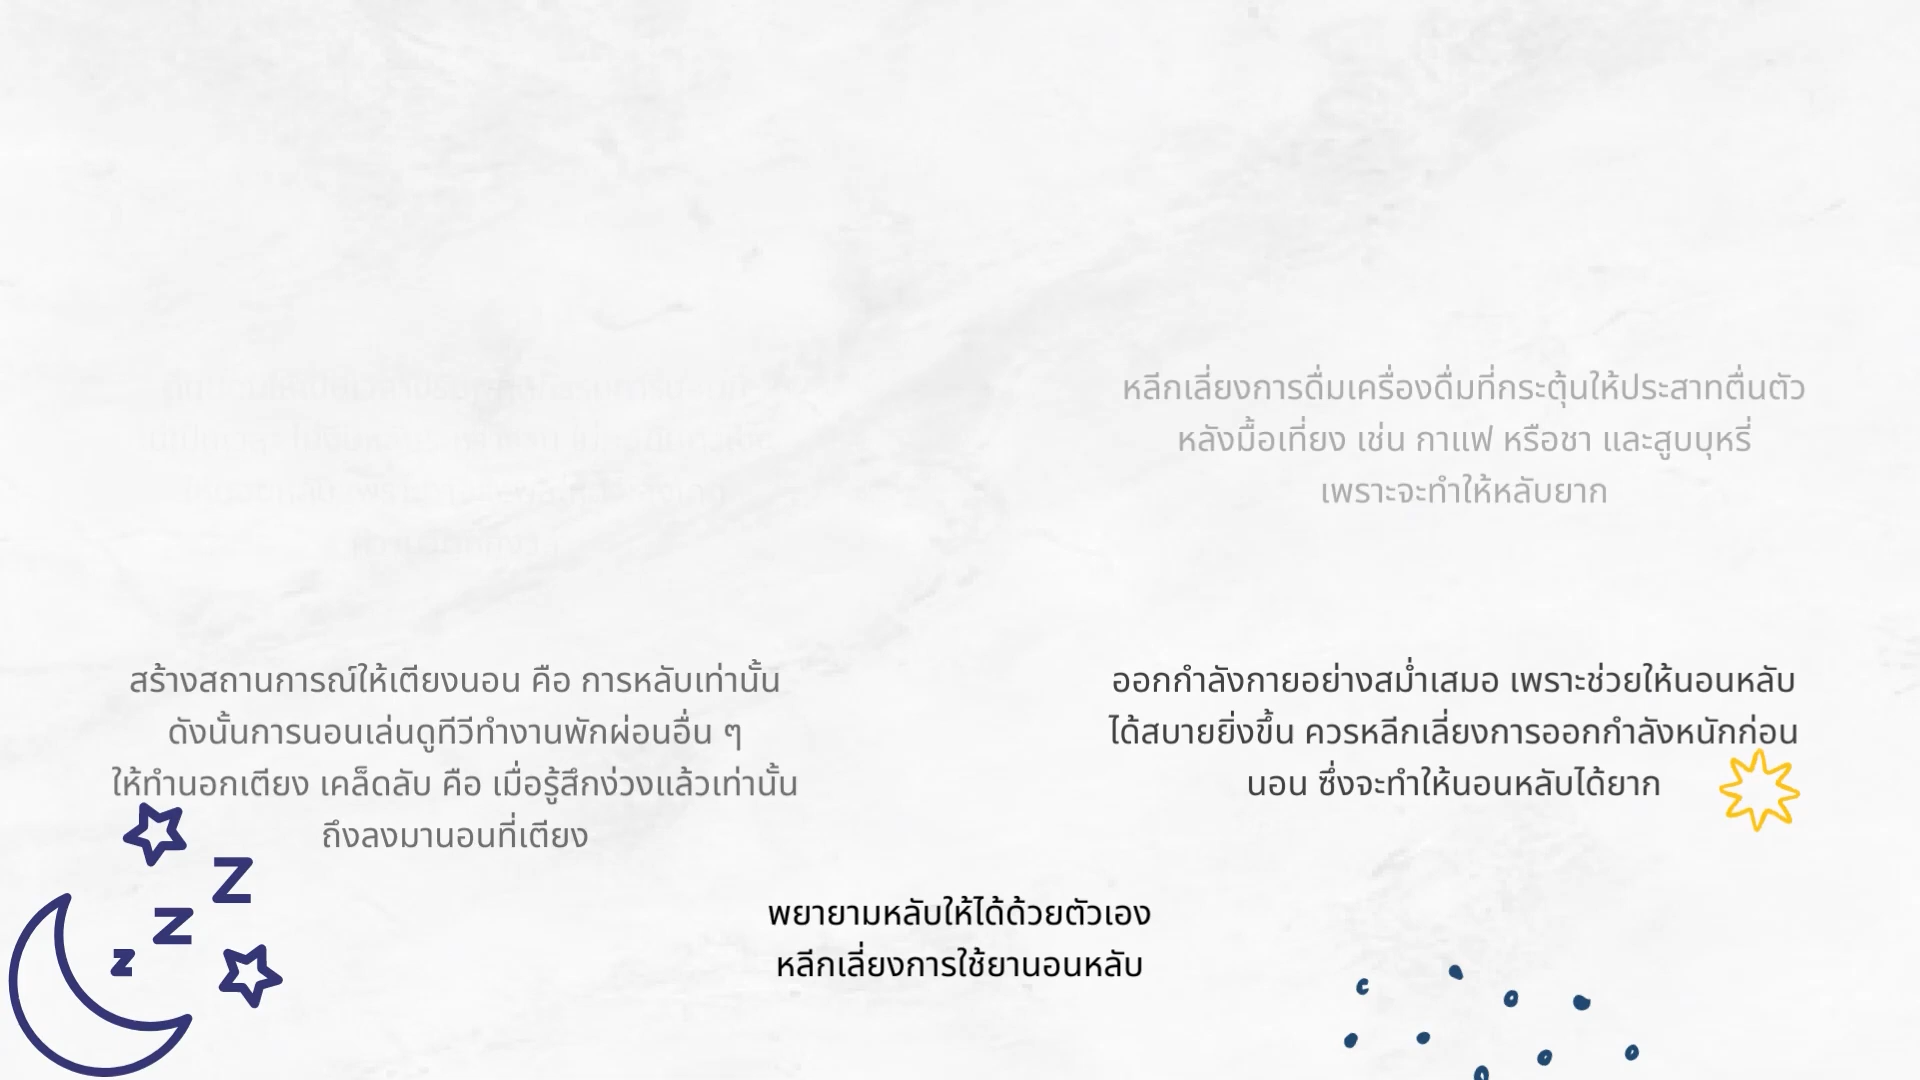 หลีกเลี่ยงการดื่มเครื่องดื่มที่กระตุ้นให้ประสาทตื่นตัว
หลังมื้อเที่ยง เช่น กาแฟ หรือชา และสูบบุหรี่
เพราะจะทำให้หลับยาก
สร้างสถานการณ์ให้เตียงนอน คือ การหลับเท่านั้น
ดังนั้นการนอนเล่นดูทีวีทำงานพักผ่อนอื่น ๆ
ให้ทำนอกเตียง เคล็ดลับ คือ เมื่อรู้สึกง่วงแล้วเท่านั้น
ถึงลงมานอนที่เตียง
ออกกำลังกายอย่างสม่ำเสมอ เพราะช่วยให้นอนหลับ
ได้สบายยิ่งขึ้น ควรหลีกเลี่ยงการออกกำลังหนักก่อน
นอน ซึ่งจะทำให้นอนหลับได้ยาก
z z z
พยายามหลับให้ได้ด้วยตัวเอง
หลีกเลี่ยงการใช้ยานอนหลับ